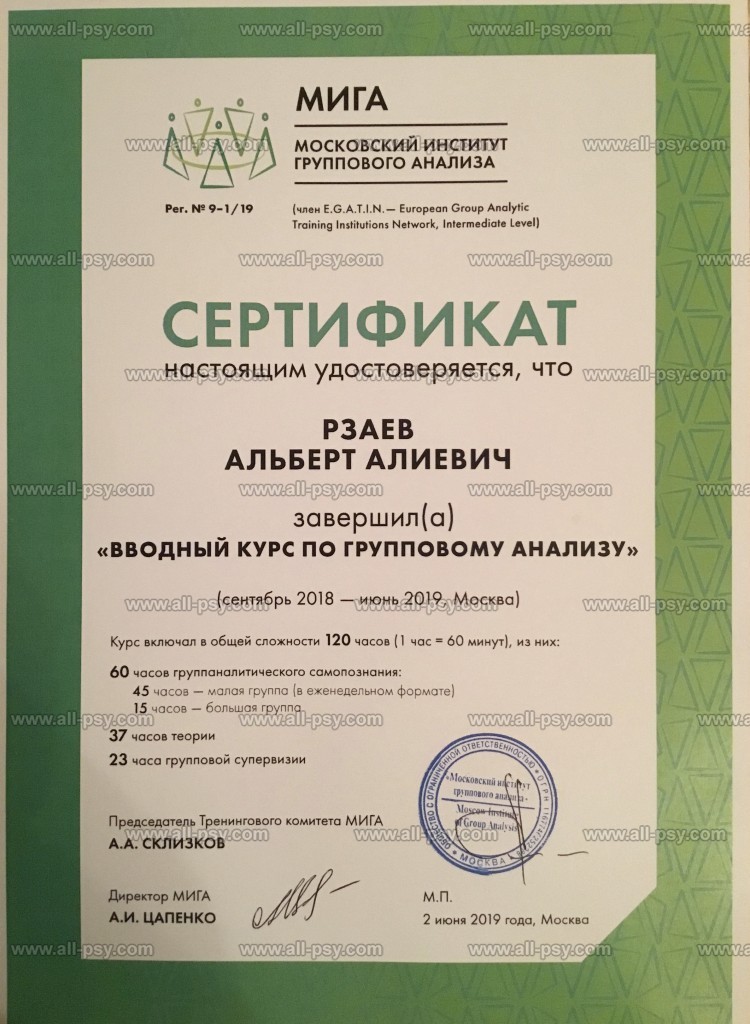 МИГА
МОСКОВСКИЙ ИНСТИТУТ
ГРУППОВОГО АНАЛИЗА
Рег. № 9–1/19
(член E.G.A.T.I.N. — European Group Analytic
Training Institutions Network, Intermediate Level)
СЕРТИФИКАТ
настоящим удостоверяется, что
РЗАЕВ
АЛЬБЕРТ АЛИЕВИЧ
завершил(а)
«ВВОДНЫЙ КУРС ПО ГРУППОВОМУ АНАЛИЗУ»
(сентябрь 2018 — июнь 2019, Москва)
Курс включал в общей сложности 120 часов (1 час = 60 минут), из них:
60 часов группаналитического самопознания:
45 часов — малая группа (в еженедельном формате)
15 часов — большая группа
37 часов теории
23 часа групповой супервизии
Председатель Тренингового комитета МИГА
А.А. СКЛИЗКОВ
Директор МИГА
А.И. ЦАПЕНКО
ОБЩЕСТВО С ОГРАНИЧЕННОЙ ОТВЕТСТВЕННОСТЬЮ
«Московский институт
группового анализа»
Moscow Institute
of Group Analysis
МОСКВА
М.П.
2 июня 2019 года, Москва
www.all-psy.com